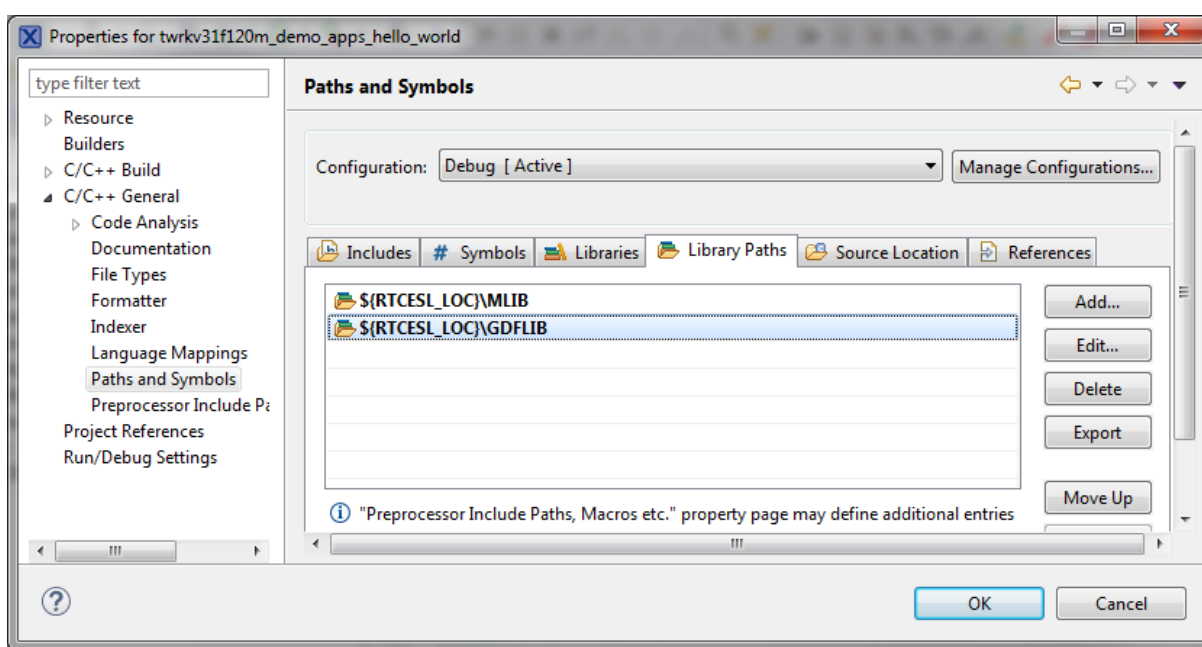 Properties for twrkv31f120m_demo_apps_hello_world
type filter text
Resource
Builders
C/C++ Build
C/C++ General
Code Analysis
Documentation
File Types
Formatter
Indexer
Language Mappings
Paths and Symbols
Preprocessor Include Pa
Project References
Run/Debug Settings
Paths and Symbols
Configuration: Debug [ Active ] Manage Configurations...
Includes # Symbols Libraries Library Paths Source Location References
${RTCESL_LOC}\MLIB
${RTCESL_LOC}\GDFLIB
Add...
Edit...
Delete
Export
Move Up
"Preprocessor Include Paths, Macros etc." property page may define additional entries
OK Cancel